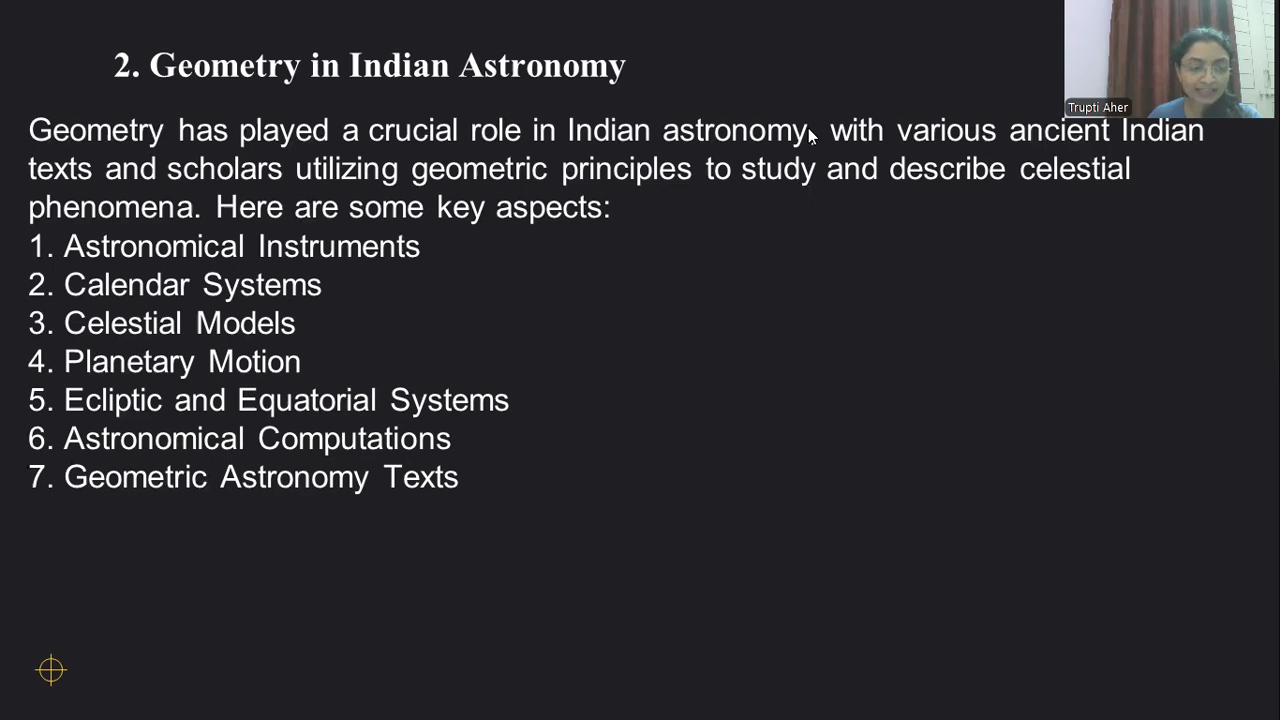 2. Geometry in Indian Astronomy
Trupti Aher
Geometry has played a crucial role in Indian astronomy, with various ancient Indian
texts and scholars utilizing geometric principles to study and describe celestial
phenomena. Here are some key aspects:
1. Astronomical Instruments
2. Calendar Systems
3. Celestial Models
4. Planetary Motion
5. Ecliptic and Equatorial Systems
6. Astronomical Computations
7. Geometric Astronomy Texts